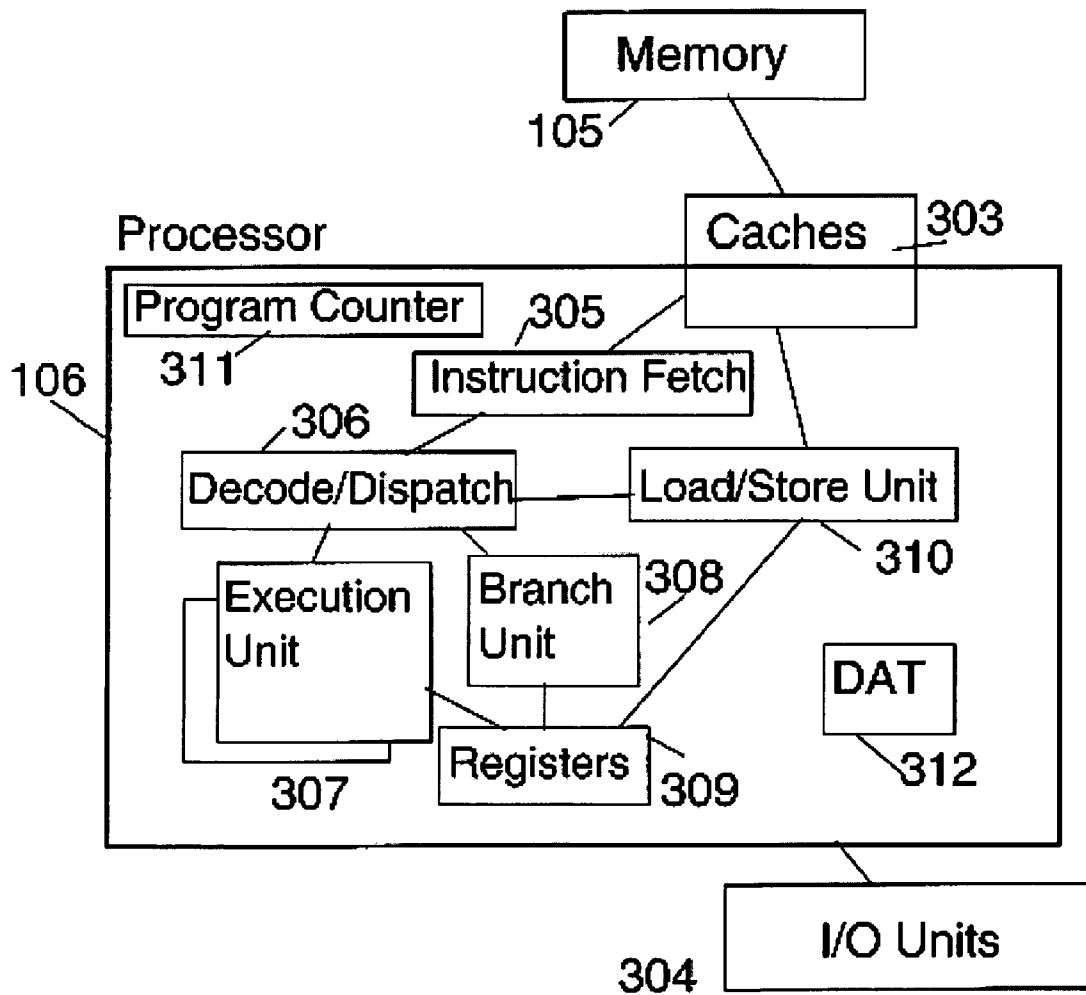 Memory
105
Caches
303
Processor
Program Counter
311
305
Instruction Fetch
106
306
Decode/Dispatch
Load/Store Unit
310
Execution
Unit
307
Branch
Unit
308
DAT
312
Registers
309
I/O Units
304